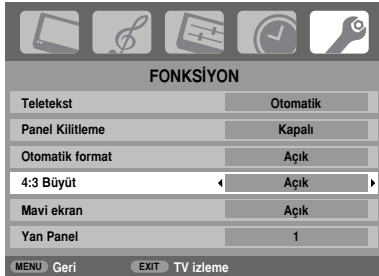 FONKSİYON
Teletekst Otomatik
Panel Kilitleme Kapalı
Otomatik format Açık
4:3 Büyüt Açık
Mavi ekran Açık
Yan Panel 1
MENU Geri EXIT TV izleme